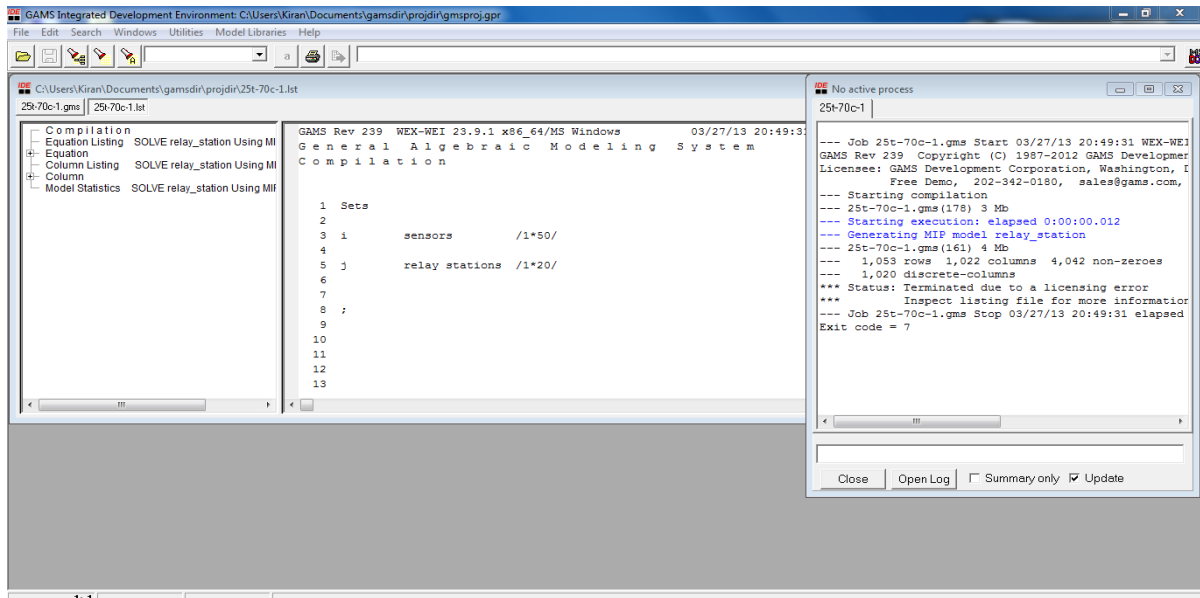 GAMS Integrated Development Environment: C:\Users\Kiran\Documents\gamsdir\projdir\gmsproj.gpr
File Edit Search Windows Utilities Model Libraries Help
a
IDE C:\Users\Kiran\Documents\gamsdir\projdir\25t-70c-1.lst
25t-70c-1.gms 25t-70c-1.lst
Compilation
Equation Listing SOLVE relay_station Using MI
Equation
Column Listing SOLVE relay_station Using MI
Column
Model Statistics SOLVE relay_station Using MIF
GAMS Rev 239 WEX-WEI 23.9.1 x86_64/MS Windows 03/27/13 20:49:31
G e n e r a l A l g e b r a i c M o d e l i n g S y s t e m
C o m p i l a t i o n
1 Sets
2
3 i sensors /1*50/
4
5 j relay stations /1*20/
6
7
8 ;
9
10
11
12
13
IDE No active process
25t-70c-1
--- Job 25t-70c-1.gms Start 03/27/13 20:49:31 WEX-WEI
GAMS Rev 239 Copyright (C) 1987-2012 GAMS Developmer
Licensee: GAMS Development Corporation, Washington, D
Free Demo, 202-342-0180, sales@gams.com,
--- Starting compilation
--- 25t-70c-1.gms(178) 3 Mb
--- Starting execution: elapsed 0:00:00.012
--- Generating MIP model relay_station
--- 25t-70c-1.gms(161) 4 Mb
--- 1,053 rows 1,022 columns 4,042 non-zeroes
--- 1,020 discrete-columns
*** Status: Terminated due to a licensing error
*** Inspect listing file for more information
--- Job 25t-70c-1.gms Stop 03/27/13 20:49:31 elapsed
Exit code = 7
Close Open Log Summary only Update
1: 1